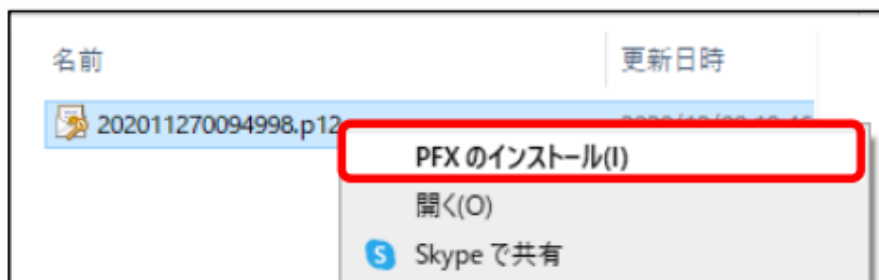 名前 更新日時
202011270094998.p12
PFX のインストール(I)
開く(O)
Skype で共有